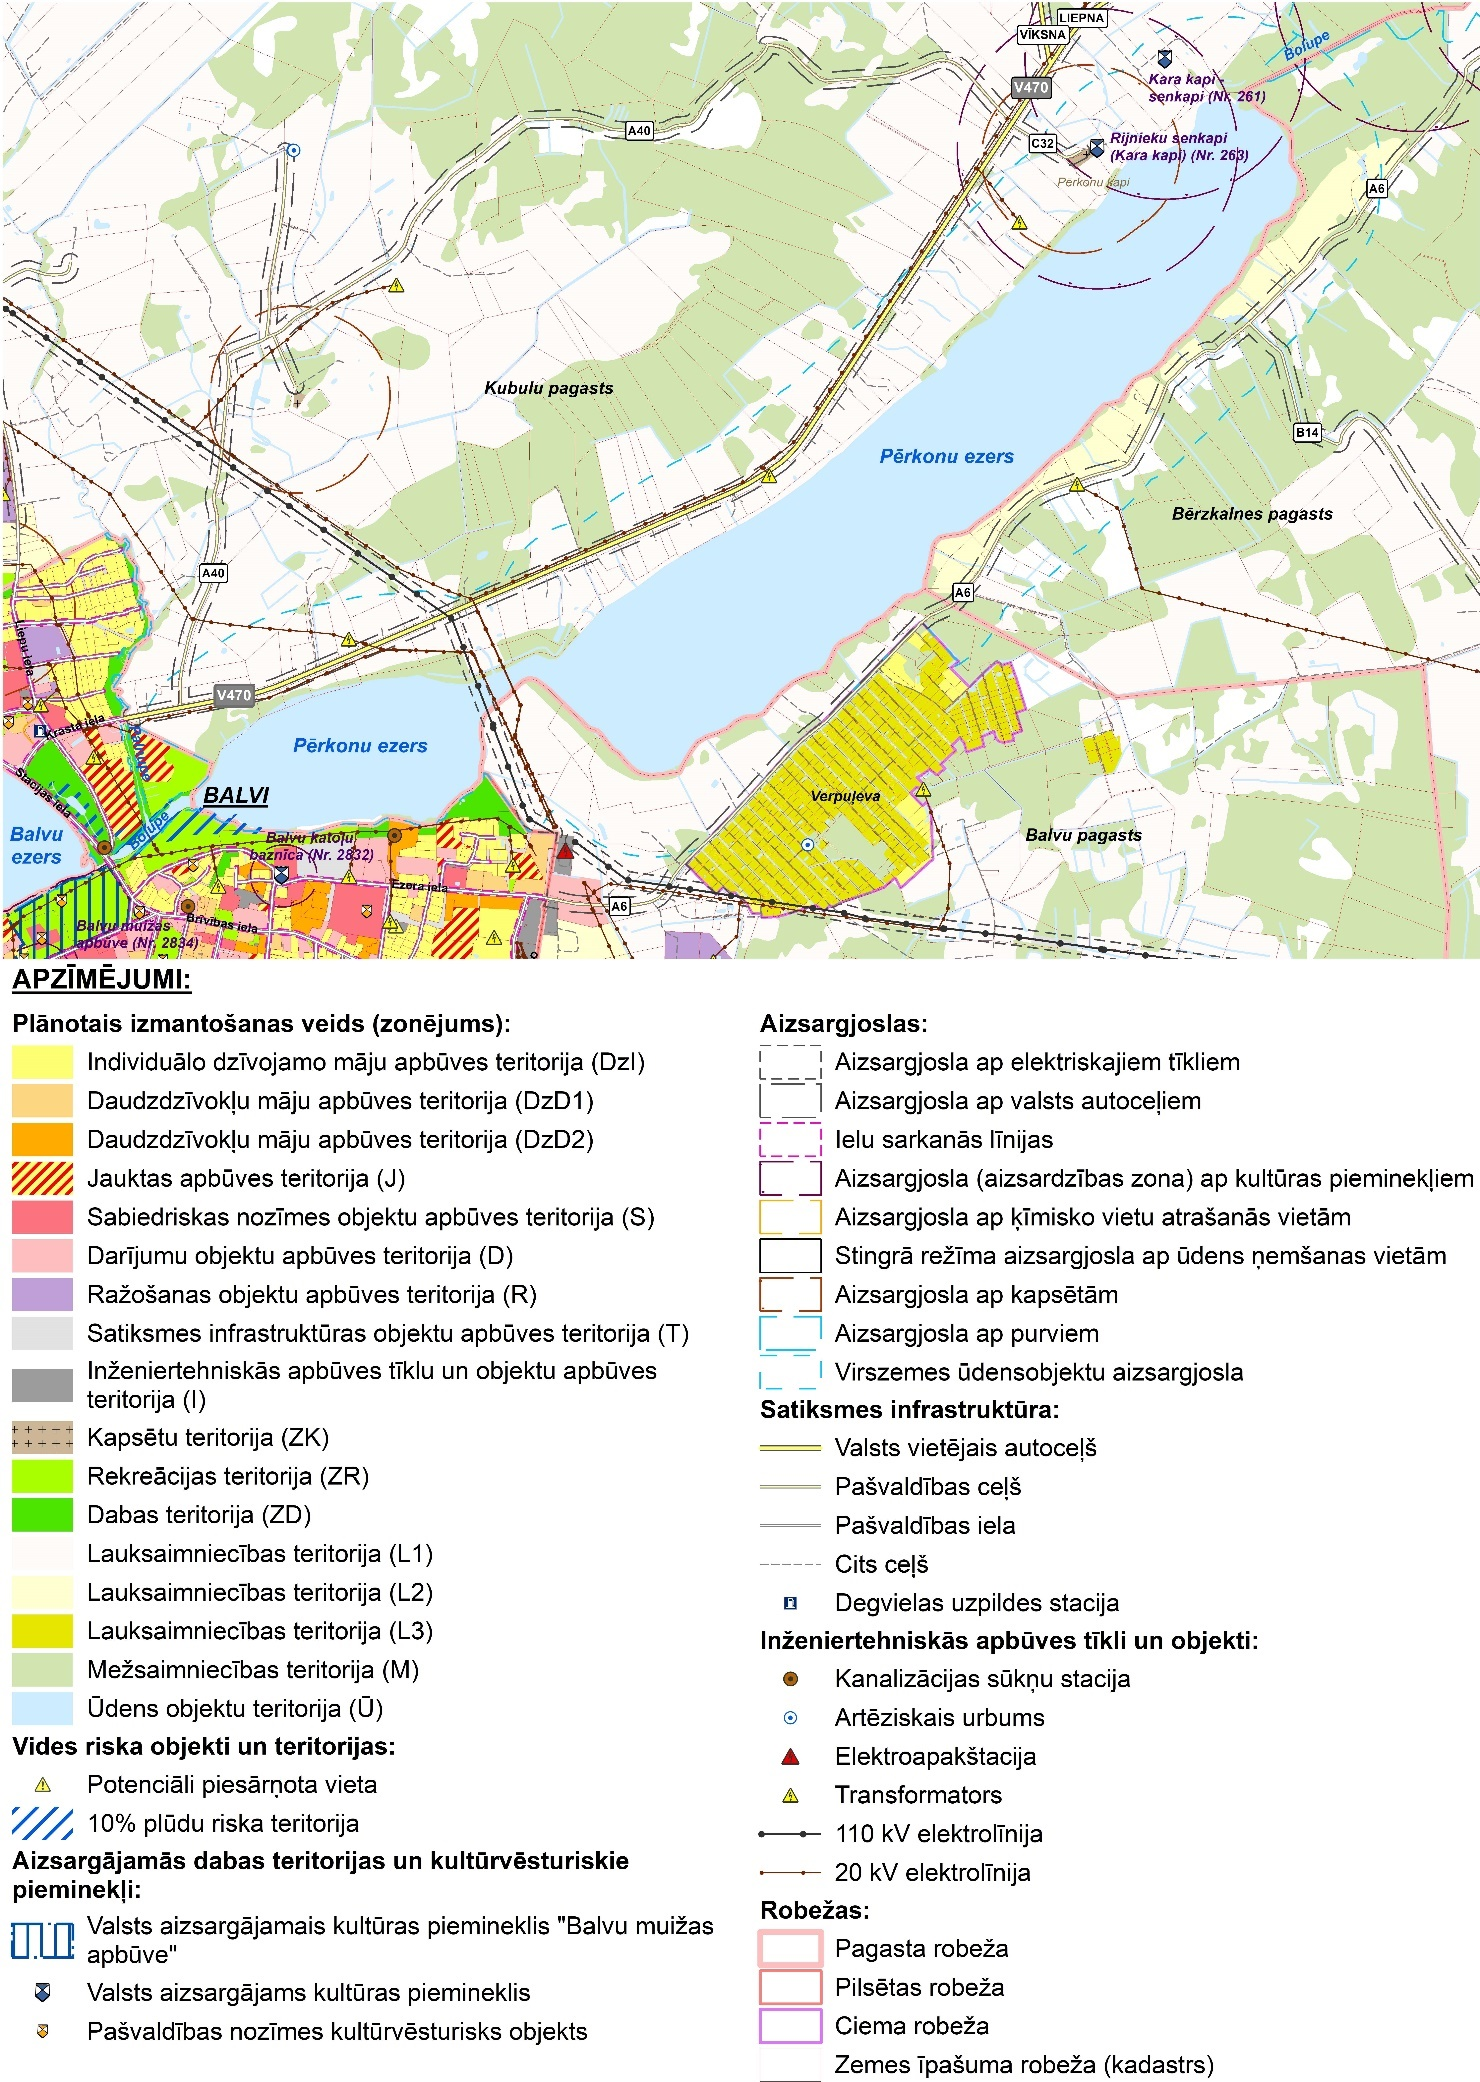 LIEPNA
VĪKSNA
Bolupe
Kara kapi -
senkapi (Nr. 261)
V470
A40
C32
Rijnieku senkapi
(Kara kapi) (Nr. 263)
Pērkonu kapi
A6
Kubulu pagasts
B14
Pērkonu ezers
Bērzkalnes pagasts
A40
A6
Liepu iela
V470
Krasta iela
Pērkonu ezers
Stacijas iela
BALVI
Verpuļeva
Bolupe
Balvu
ezers
Balvu katoļu
baznīca (Nr. 2832)
Balvu pagasts
Ezera iela
A6
Brīvības iela
Balvu muižas
apbūve (Nr. 2834)
APZĪMĒJUMI:
Plānotais izmantošanas veids (zonējums):
Individuālo dzīvojamo māju apbūves teritorija (DzI)
Daudzdzīvokļu māju apbūves teritorija (DzD1)
Daudzdzīvokļu māju apbūves teritorija (DzD2)
Jauktas apbūves teritorija (J)
Sabiedriskas nozīmes objektu apbūves teritorija (S)
Darījumu objektu apbūves teritorija (D)
Ražošanas objektu apbūves teritorija (R)
Satiksmes infrastruktūras objektu apbūves teritorija (T)
Inženiertehniskās apbūves tīklu un objektu apbūves
teritorija (I)
Kapsētu teritorija (ZK)
Rekreācijas teritorija (ZR)
Dabas teritorija (ZD)
Lauksaimniecības teritorija (L1)
Lauksaimniecības teritorija (L2)
Lauksaimniecības teritorija (L3)
Mežsaimniecības teritorija (M)
Ūdens objektu teritorija (Ū)
Vides riska objekti un teritorijas:
Potenciāli piesārņota vieta
10% plūdu riska teritorija
Aizsargājamās dabas teritorijas un kultūrvēsturiskie
pieminekļi:
Valsts aizsargājamais kultūras piemineklis "Balvu muižas
apbūve"
Valsts aizsargājams kultūras piemineklis
Pašvaldības nozīmes kultūrvēsturisks objekts
Aizsargjoslas:
Aizsargjosla ap elektriskajiem tīkliem
Aizsargjosla ap valsts autoceļiem
Ielu sarkanās līnijas
Aizsargjosla (aizsardzības zona) ap kultūras pieminekļiem
Aizsargjosla ap ķīmisko vietu atrašanās vietām
Stingrā režīma aizsargjosla ap ūdens ņemšanas vietām
Aizsargjosla ap kapsētām
Aizsargjosla ap purviem
Virszemes ūdensobjektu aizsargjosla
Satiksmes infrastruktūra:
Valsts vietējais autoceļš
Pašvaldības ceļš
Pašvaldības iela
Cits ceļš
Degvielas uzpildes stacija
Inženiertehniskās apbūves tīkli un objekti:
Kanalizācijas sūkņu stacija
Artēziskais urbums
Elektroapakštacija
Transformators
110 kV elektrolīnija
20 kV elektrolīnija
Robežas:
Pagasta robeža
Pilsētas robeža
Ciema robeža
Zemes īpašuma robeža (kadastrs)